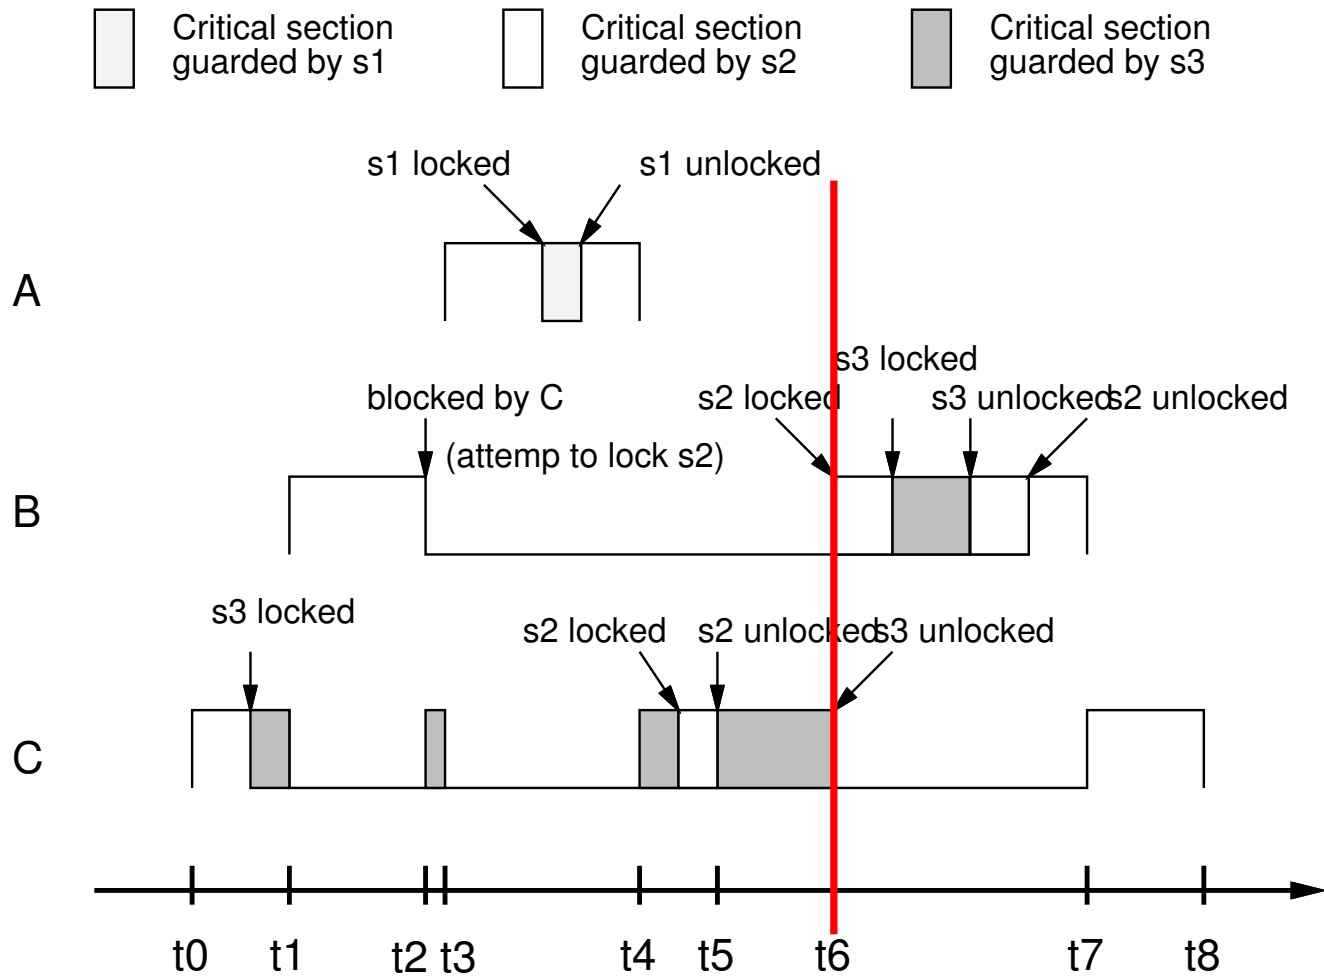 Critical section
guarded by s1
Critical section
guarded by s2
Critical section
guarded by s3
s1 locked
s1 unlocked
A
s3 locked
blocked by C
s2 locked
s3 unlocked
s2 unlocked
(attemp to lock s2)
B
s3 locked
s2 locked
s2 unlocked
s3 unlocked
C
t0 t1 t2 t3 t4 t5 t6 t7 t8